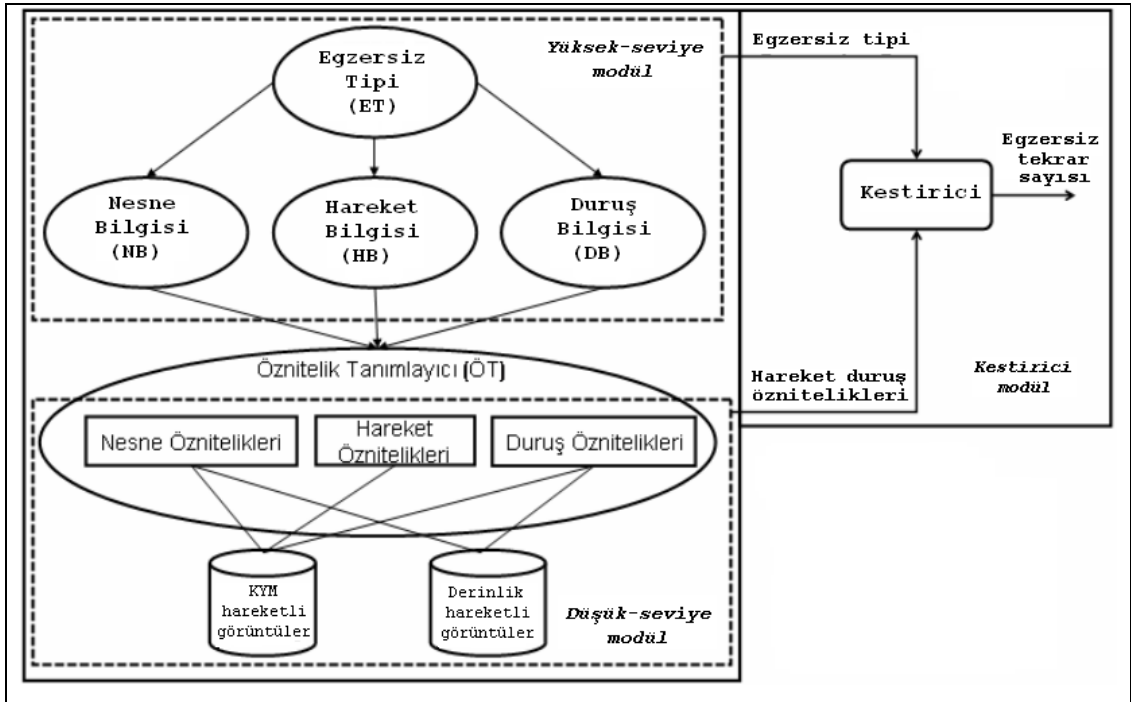 Yüksek-seviye
modül
Egzersiz
Tipi
(ET)
Nesne
Bilgisi
(NB)
Hareket
Bilgisi
(HB)
Duruş
Bilgisi
(DB)
Egzersiz tipi
Kestirici
Egzersiz
tekrar
sayısı
Hareket duruş
öznitelikleri
Kestirici
modül
Öznitelik Tanımlayıcı (ÖT)
Nesne Öznitelikleri
Hareket
Öznitelikleri
Duruş Öznitelikleri
KYM
hareketli
görüntüler
Derinlik
hareketli
görüntüler
Düşük-seviye
modül